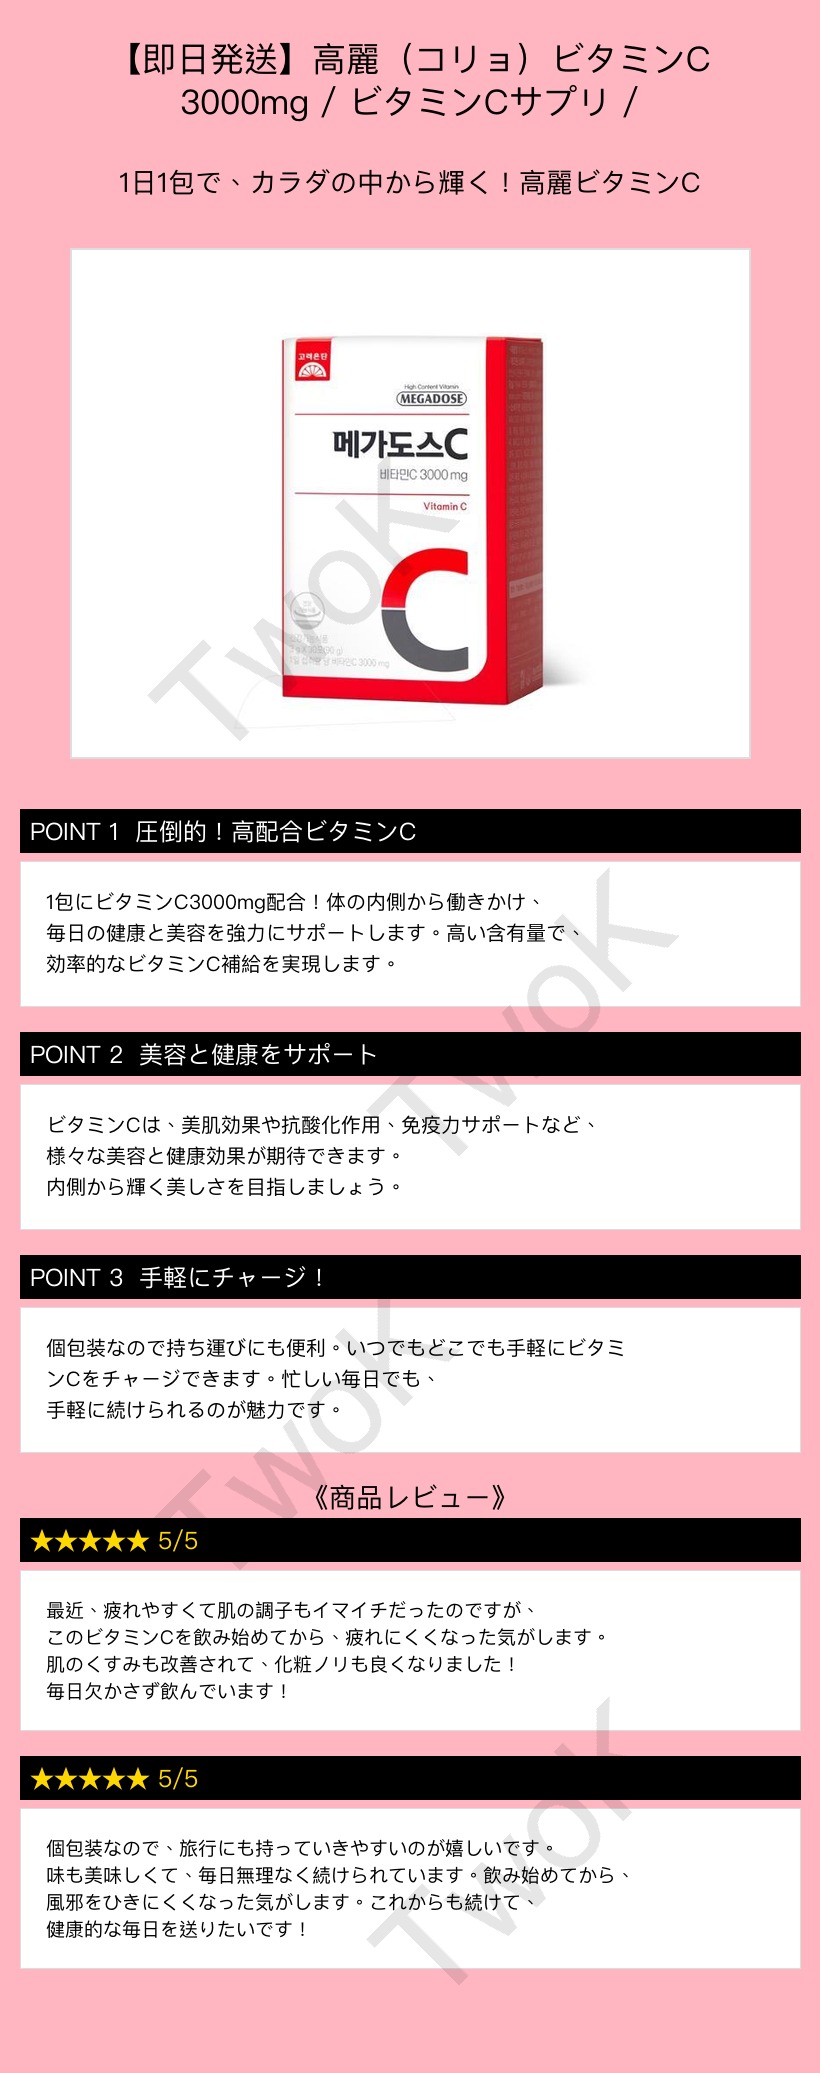 【即日発送】高麗（コリョ）ビタミンC
3000mg / ビタミンCサプリ /
1日1包で、カラダの中から輝く！高麗ビタミンC
고려은단
High Content Vitamin
MEGADOSE
메가도스C
비타민C 3000 mg
Vitamin C
C
1일 섭취량 당 비타민C 3000 mg
TwoK
POINT 1 圧倒的！高配合ビタミンC
1包にビタミンC3000mg配合！体の内側から働きかけ、
毎日の健康と美容を強力にサポートします。高い含有量で、
効率的なビタミンC補給を実現します。
TwoK
POINT 2 美容と健康をサポート
ビタミンCは、美肌効果や抗酸化作用、免疫力サポートなど、
様々な美容と健康効果が期待できます。
内側から輝く美しさを目指しましょう。
POINT 3 手軽にチャージ！
個包装なので持ち運びにも便利。いつでもどこでも手軽にビタミ
ンCをチャージできます。忙しい毎日でも、
手軽に続けられるのが魅力です。
TwoK
《商品レビュー》
★★★★★ 5/5
最近、疲れやすくて肌の調子もイマイチだったのですが、
このビタミンCを飲み始めてから、疲れにくくなった気がします。
肌のくすみも改善されて、化粧ノリも良くなりました！
毎日欠かさず飲んでいます！
★★★★★ 5/5
個包装なので、旅行にも持っていきやすいのが嬉しいです。
味も美味しくて、毎日無理なく続けられています。飲み始めてから、
風邪をひきにくくなった気がします。これからも続けて、
健康的な毎日を送りたいです！
TwoK